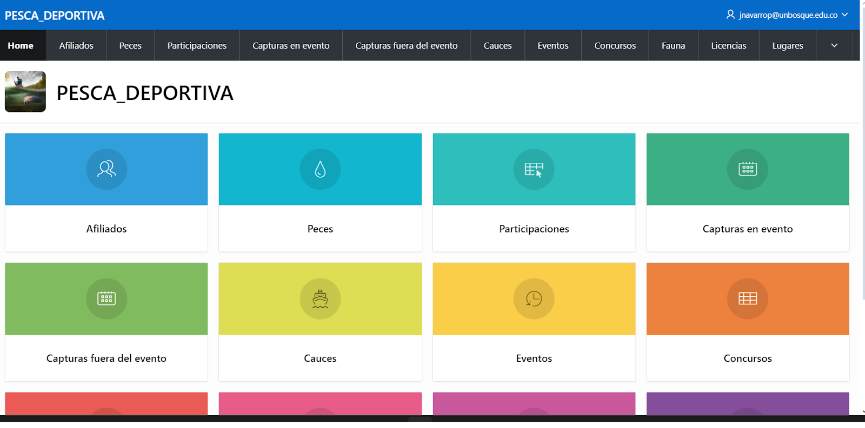 PESCA_DEPORTIVA
jnavarrop@unbosque.edu.co
Home Afiliados Peces Participaciones Capturas en evento Capturas fuera del evento Cauces Eventos Concursos Fauna Licencias Lugares
PESCA_DEPORTIVA
Afiliados Peces Participaciones Capturas en evento
Capturas fuera del evento Cauces Eventos Concursos